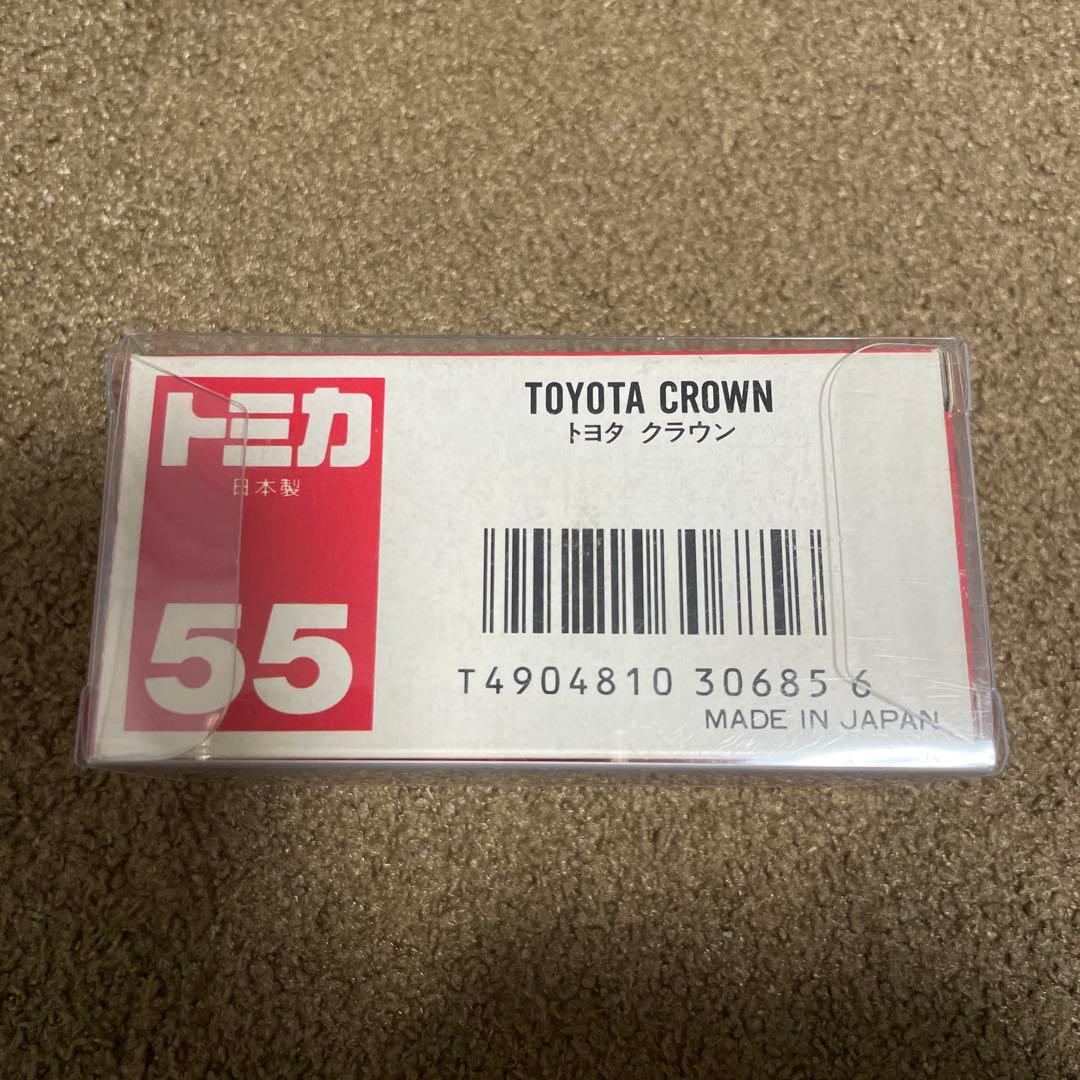 トミカ
日本製
55
TOYOTA CROWN
トヨタ クラウン
T4904810 30685 6
MADE IN JAPAN